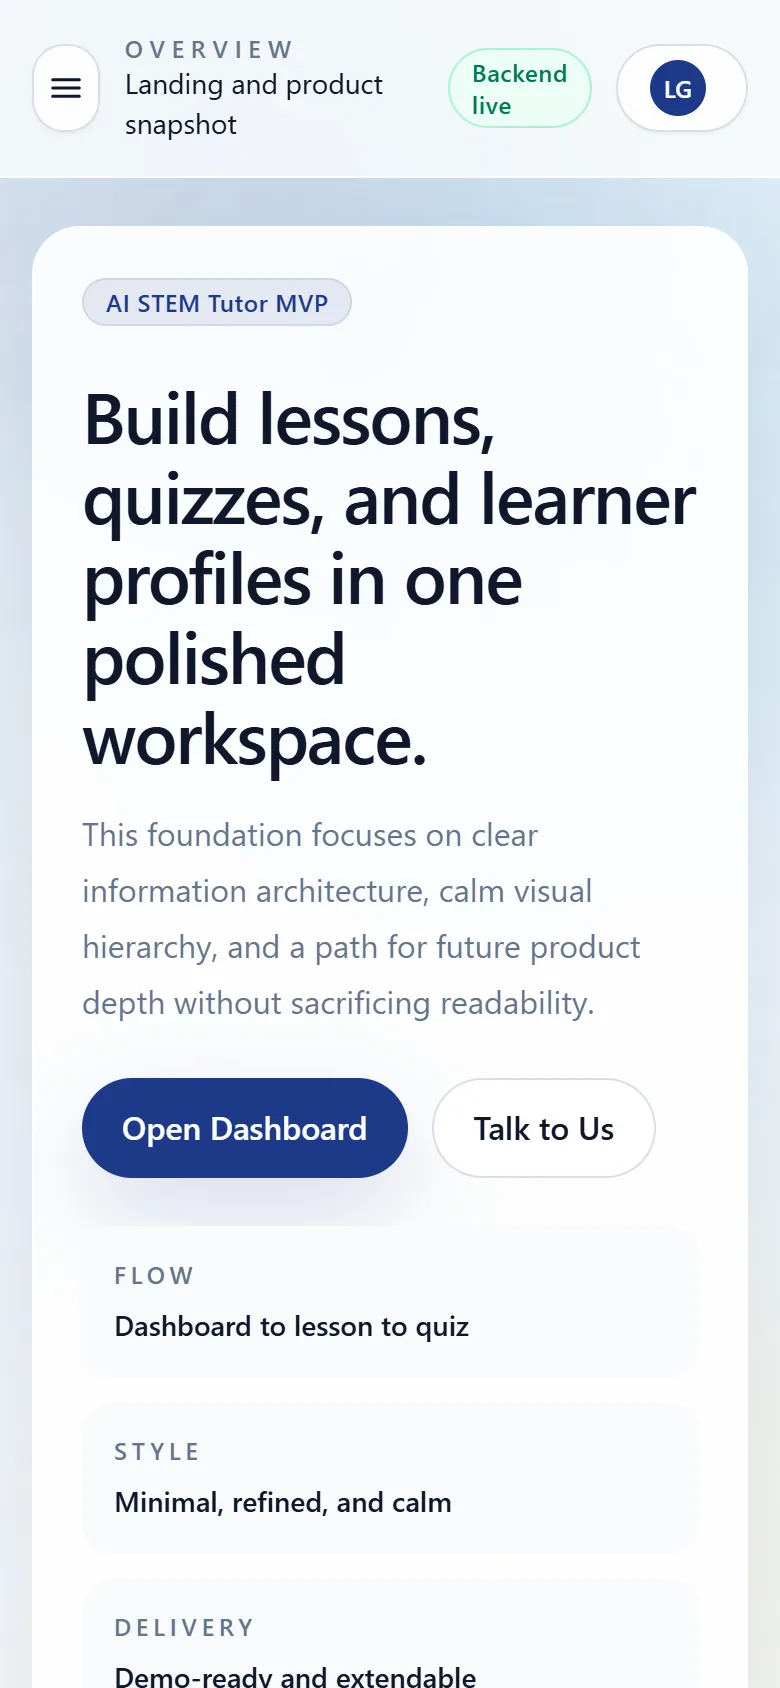 OVERVIEW
Landing and product
snapshot
Backend
live
LG
AI STEM Tutor MVP
Build lessons,
quizzes, and learner
profiles in one
polished
workspace.
This foundation focuses on clear
information architecture, calm visual
hierarchy, and a path for future product
depth without sacrificing readability.
Open Dashboard
Talk to Us
FLOW
Dashboard to lesson to quiz
STYLE
Minimal, refined, and calm
DELIVERY
Demo-ready and extendable